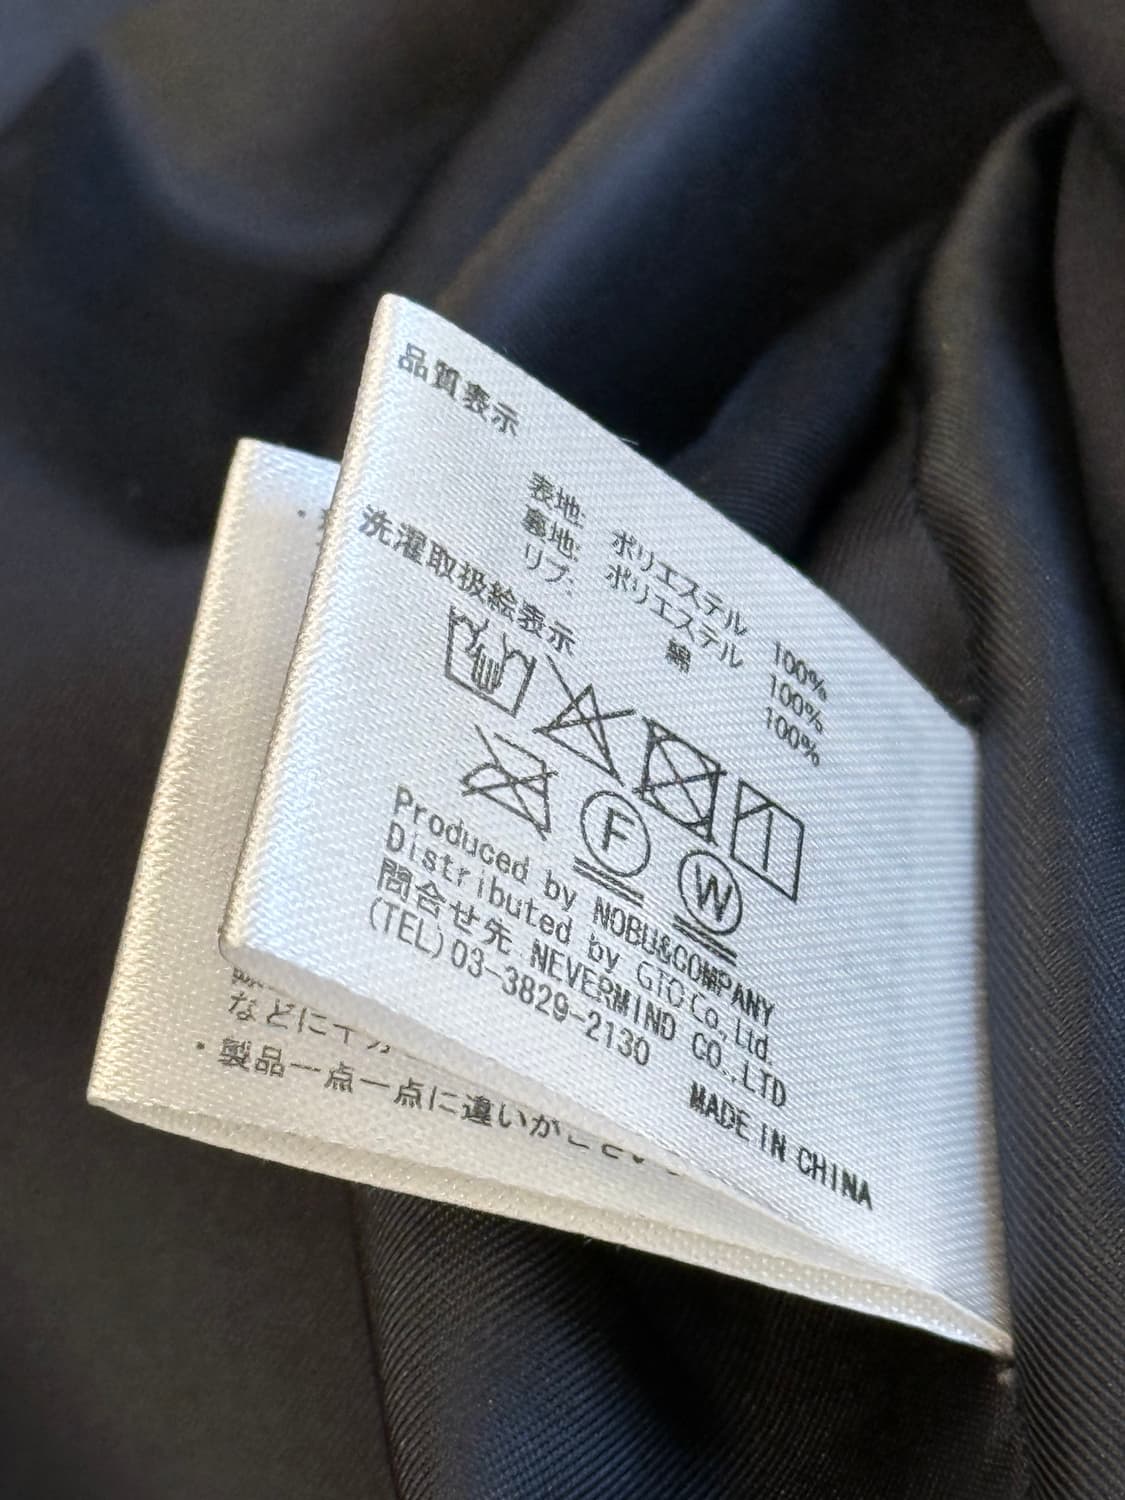 品質表示
表地: ポリエステル 100%
裏地: ポリエステル 100%
リブ: 綿 100%
洗濯取扱絵表示
F
W
Produced by NOBU&COMPANY
Distributed by GTO Co., Ltd.
問合せ先 NEVERMIND CO.,LTD
(TEL)03-3829-2130
MADE IN CHINA
などに
・製品一点一点に違いが